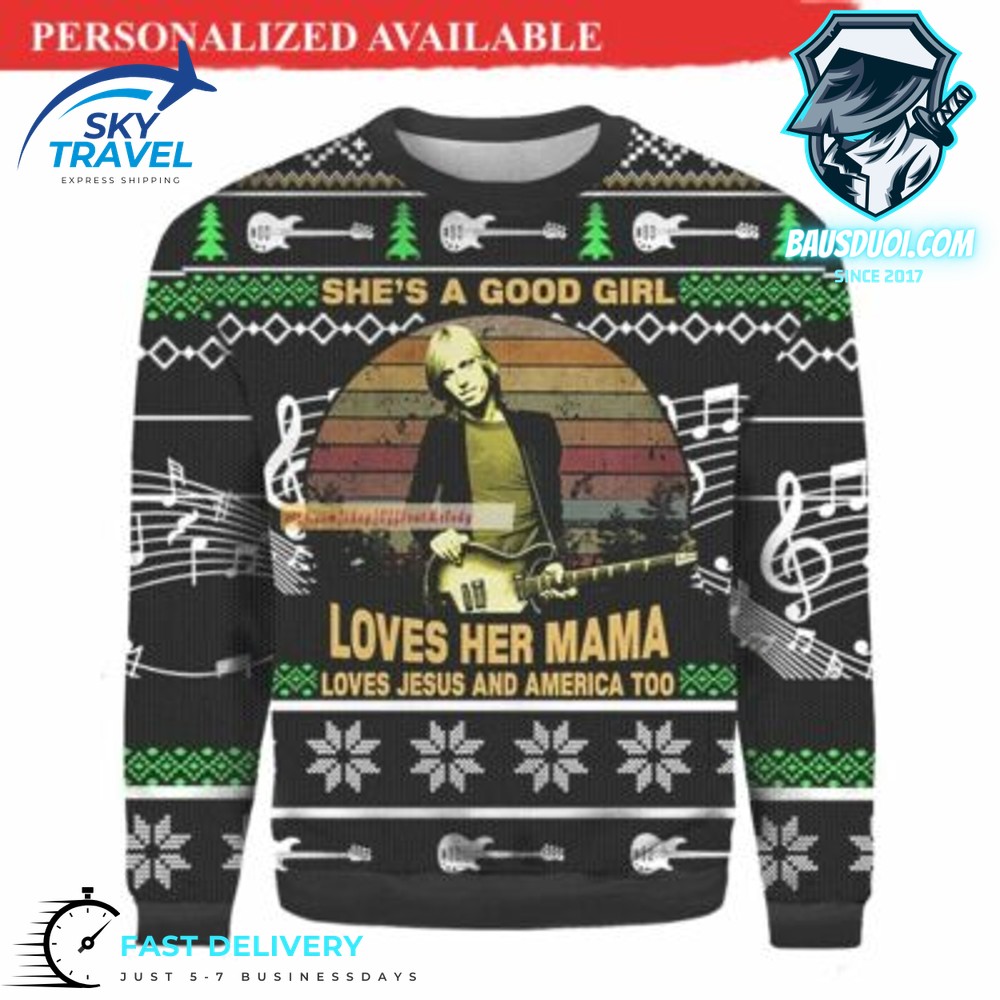 PERSONALIZED AVAILABLE
SKY
TRAVEL
EXPRESS SHIPPING
BAUSDUOI.COM
SINCE 2017
SHE'S A GOOD GIRL
LOVES HER MAMA
LOVES JESUS AND AMERICA TOO
FAST DELIVERY
JUST 5-7 BUSINESSDAYS